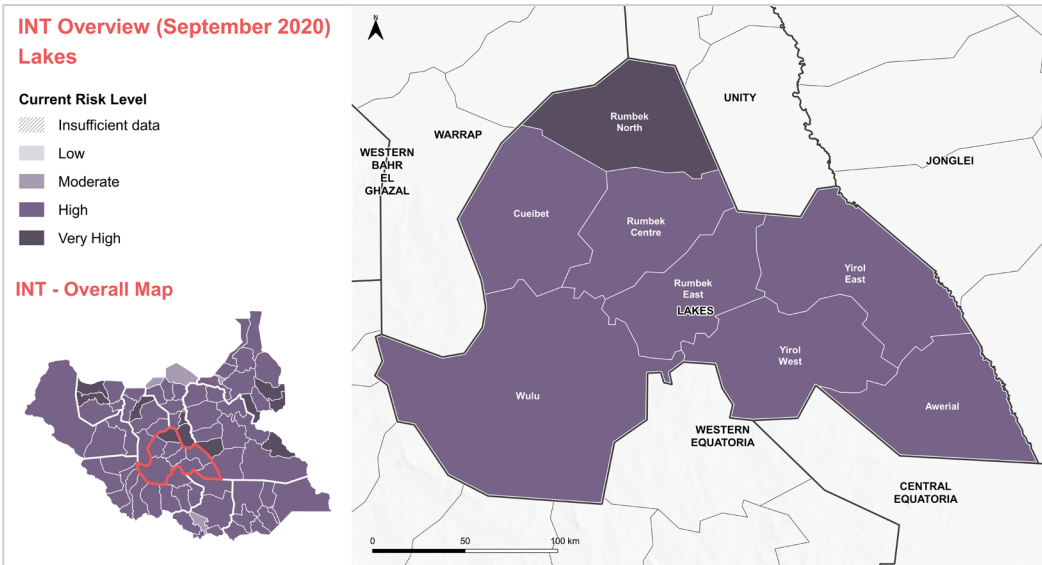 INT Overview (September 2020)
Lakes
Current Risk Level
Insufficient data
Low
Moderate
High
Very High
INT - Overall Map
N
UNITY
WARRAP
WESTERN
BAHR
EL
GHAZAL
JONGLEI
Rumbek
North
Cueibet
Rumbek
Centre
Rumbek
East
LAKES
Yirol
East
Yirol
West
Wulu
Awerial
WESTERN
EQUATORIA
CENTRAL
EQUATORIA
0 50 100 km